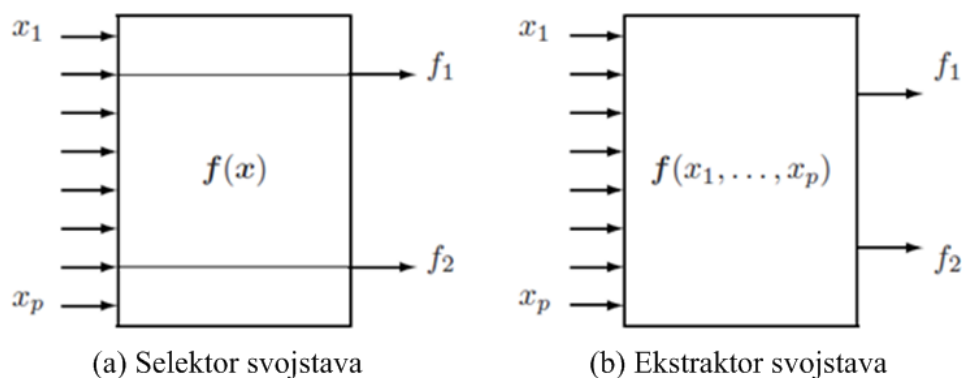 x₁
f₁
f(x)
f₂
xₚ
(a) Selektor svojstava
x₁
f₁
f(x₁, . . . , xₚ)
f₂
xₚ
(b) Ekstraktor svojstava